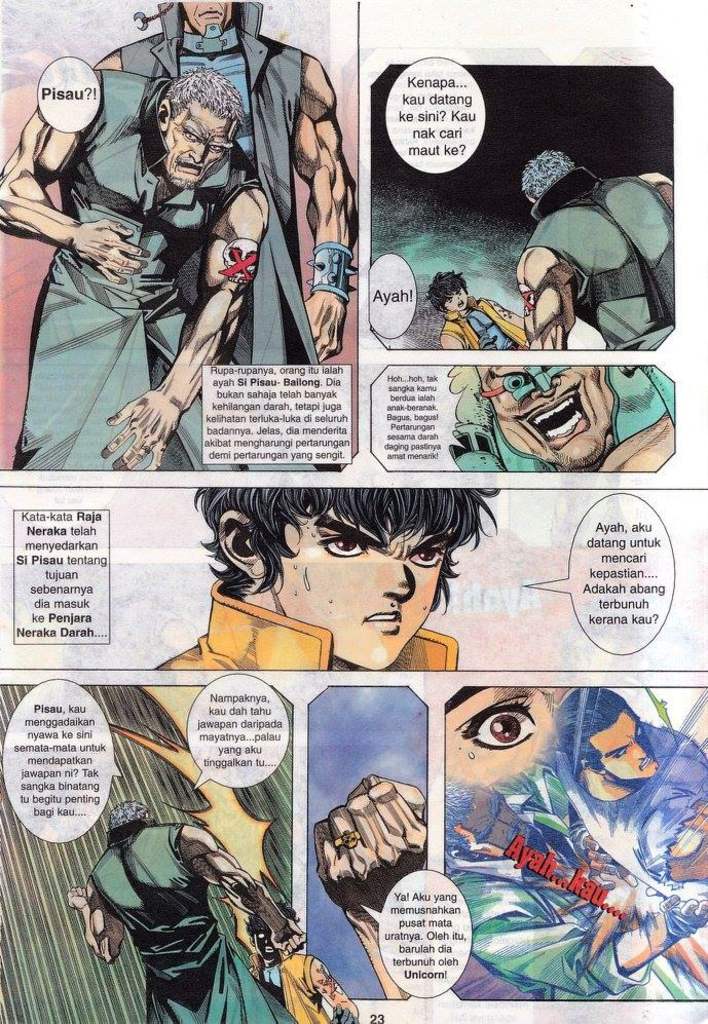 Pisau?!
Rupa-rupanya, orang itu ialah
ayah Si Pisau- Bailong. Dia
bukan sahaja telah banyak
kehilangan darah, tetapi juga
kelihatan terluka-luka di seluruh
badannya. Jelas, dia menderita
akibat mengharungi pertarungan
demi pertarungan yang sengit.
Kenapa...
kau datang
ke sini? Kau
nak cari
maut ke?
Ayah!
Hoh...hoh, tak
sangka kamu
berdua ialah
anak-beranak.
Bagus, bagus!
Pertarungan
sesama darah
daging pastinya
amat menarik!
Kata-kata Raja
Neraka telah
menyedarkan
Si Pisau tentang
tujuan
sebenarnya
dia masuk
ke Penjara
Neraka Darah....
Ayah, aku
datang untuk
mencari
kepastian....
Adakah abang
terbunuh
kerana kau?
Pisau, kau
menggadaikan
nyawa ke sini
semata-mata untuk
mendapatkan
jawapan ni? Tak
sangka binatang
tu begitu penting
bagi kau....
Nampaknya,
kau dah tahu
jawapan daripada
mayatnya...palau
yang aku
tinggalkan tu....
Ya! Aku yang
memusnahkan
pusat mata
uratnya. Oleh itu,
barulah dia
terbunuh oleh
Unicorn!
Ayah...kau....
23